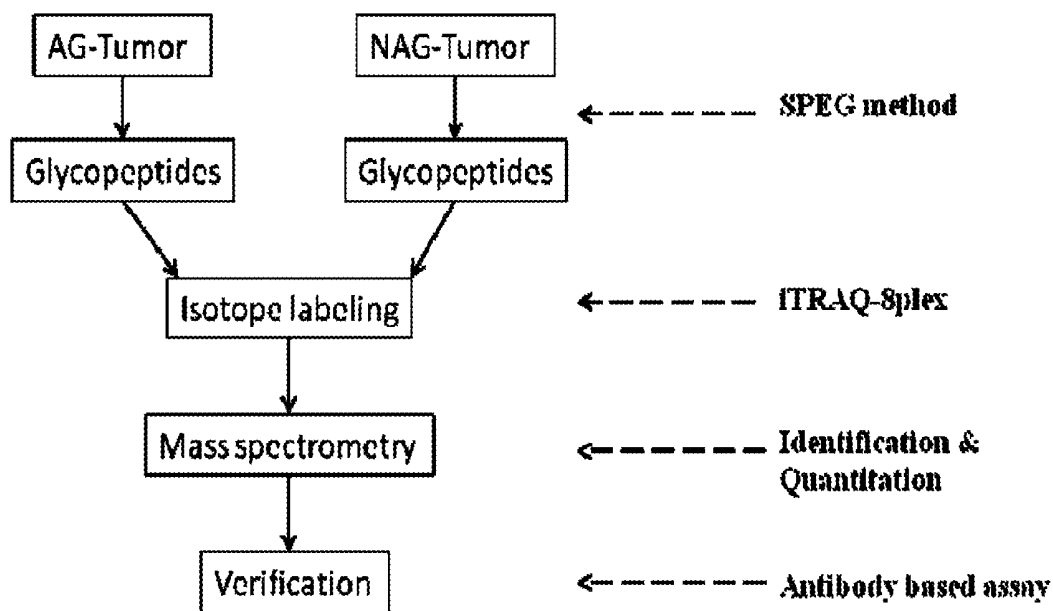 AG-Tumor
NAG-Tumor
SPEG method
Glycopeptides
Glycopeptides
Isotope labeling
iTRAQ-8plex
Mass spectrometry
Identification &
Quantitation
Verification
Antibody based assay